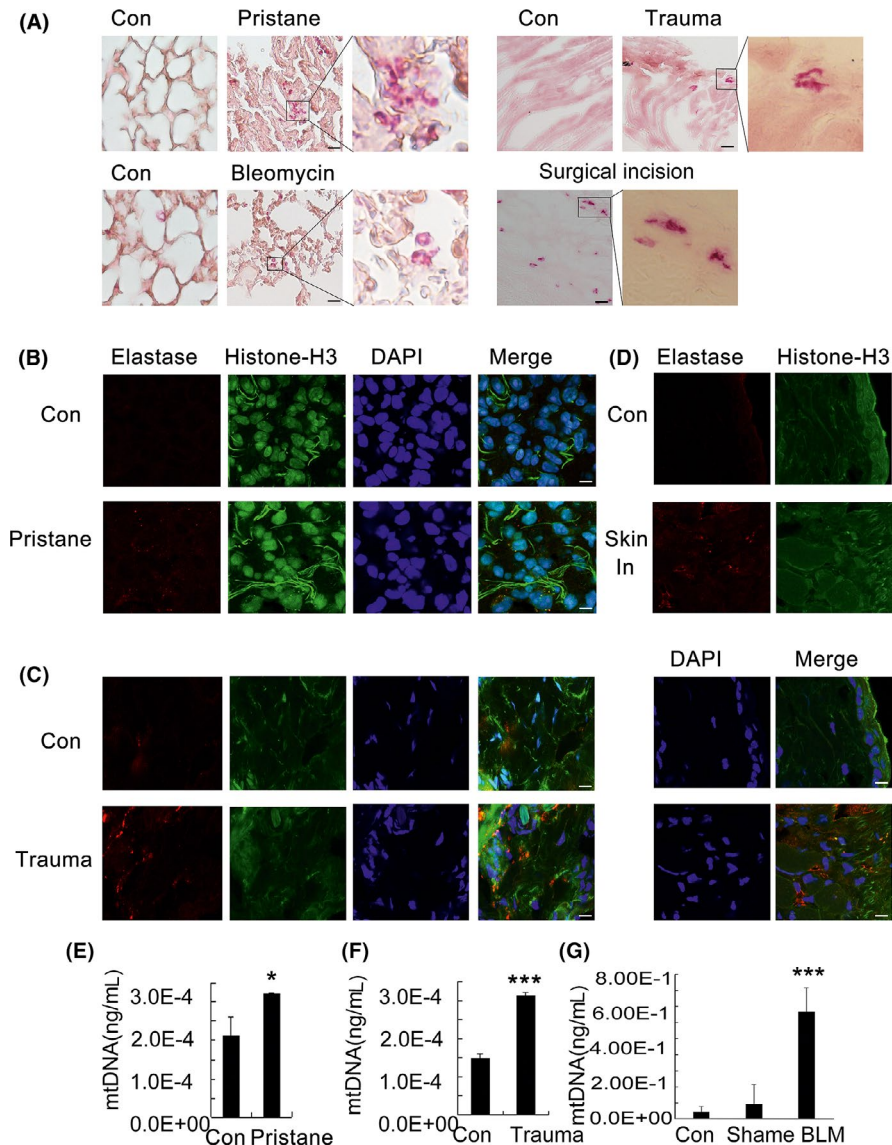 (A)
Con Pristane Con Trauma
Con Bleomycin Surgical incision
(B) (D)
Elastase Histone-H3 DAPI Merge Elastase Histone-H3
Con Con
Pristane Skin
In
(C) DAPI Merge
Con
Trauma
(E) (F) (G)
mtDNA(ng/mL)
3.0E-4
2.0E-4
1.0E-4
0.0E+00
*
Con Pristane
mtDNA(ng/mL)
3.0E-4
2.0E-4
1.0E-4
0.0E+00
***
Con Trauma
mtDNA(ng/mL)
8.00E-1
6.00E-1
4.00E-1
2.00E-1
0.00E+00
***
Con Shame BLM